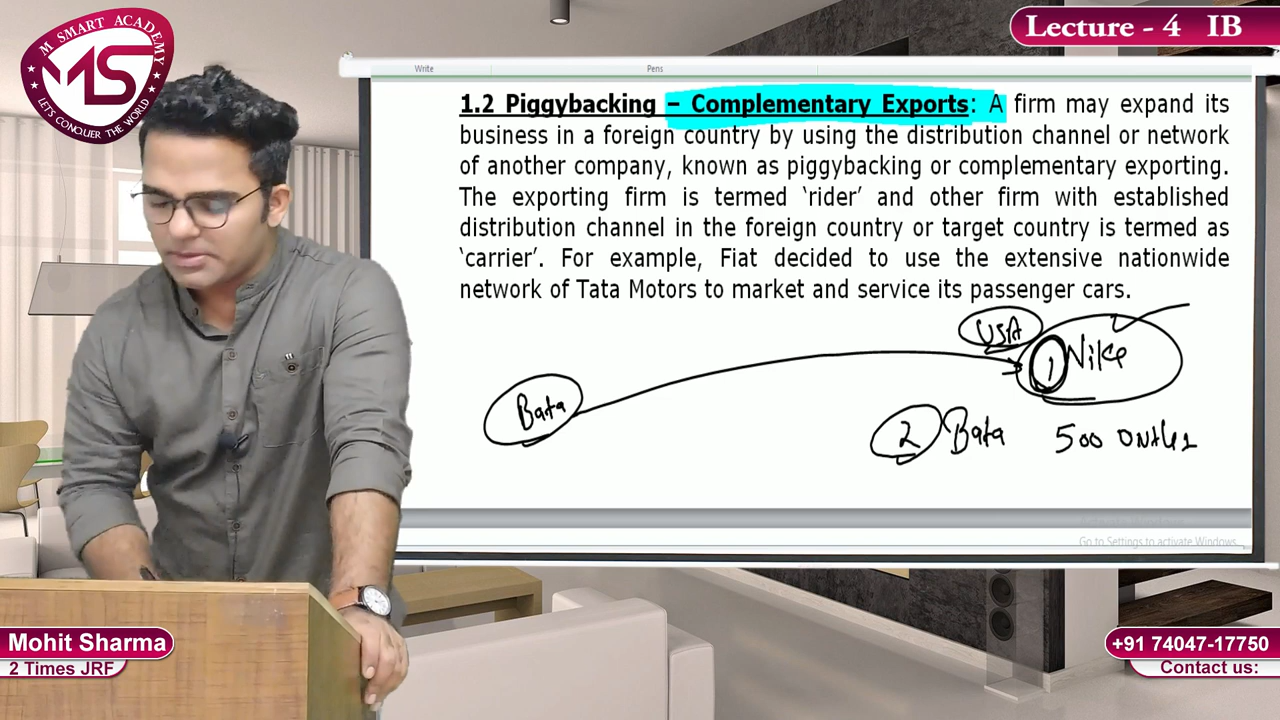 M SMART ACADEMY
MS
LET'S CONQUER THE WORLD
Lecture - 4 IB
Write
Pens
1.2 Piggybacking – Complementary Exports: A firm may expand its
business in a foreign country by using the distribution channel or network
of another company, known as piggybacking or complementary exporting.
The exporting firm is termed ‘rider’ and other firm with established
distribution channel in the foreign country or target country is termed as
‘carrier’. For example, Fiat decided to use the extensive nationwide
network of Tata Motors to market and service its passenger cars.
USA
1 Nike
Bata
2 Bata 500
Go to Settings to activate Windows.
Mohit Sharma
2 Times JRF
+91 74047-17750
Contact us: